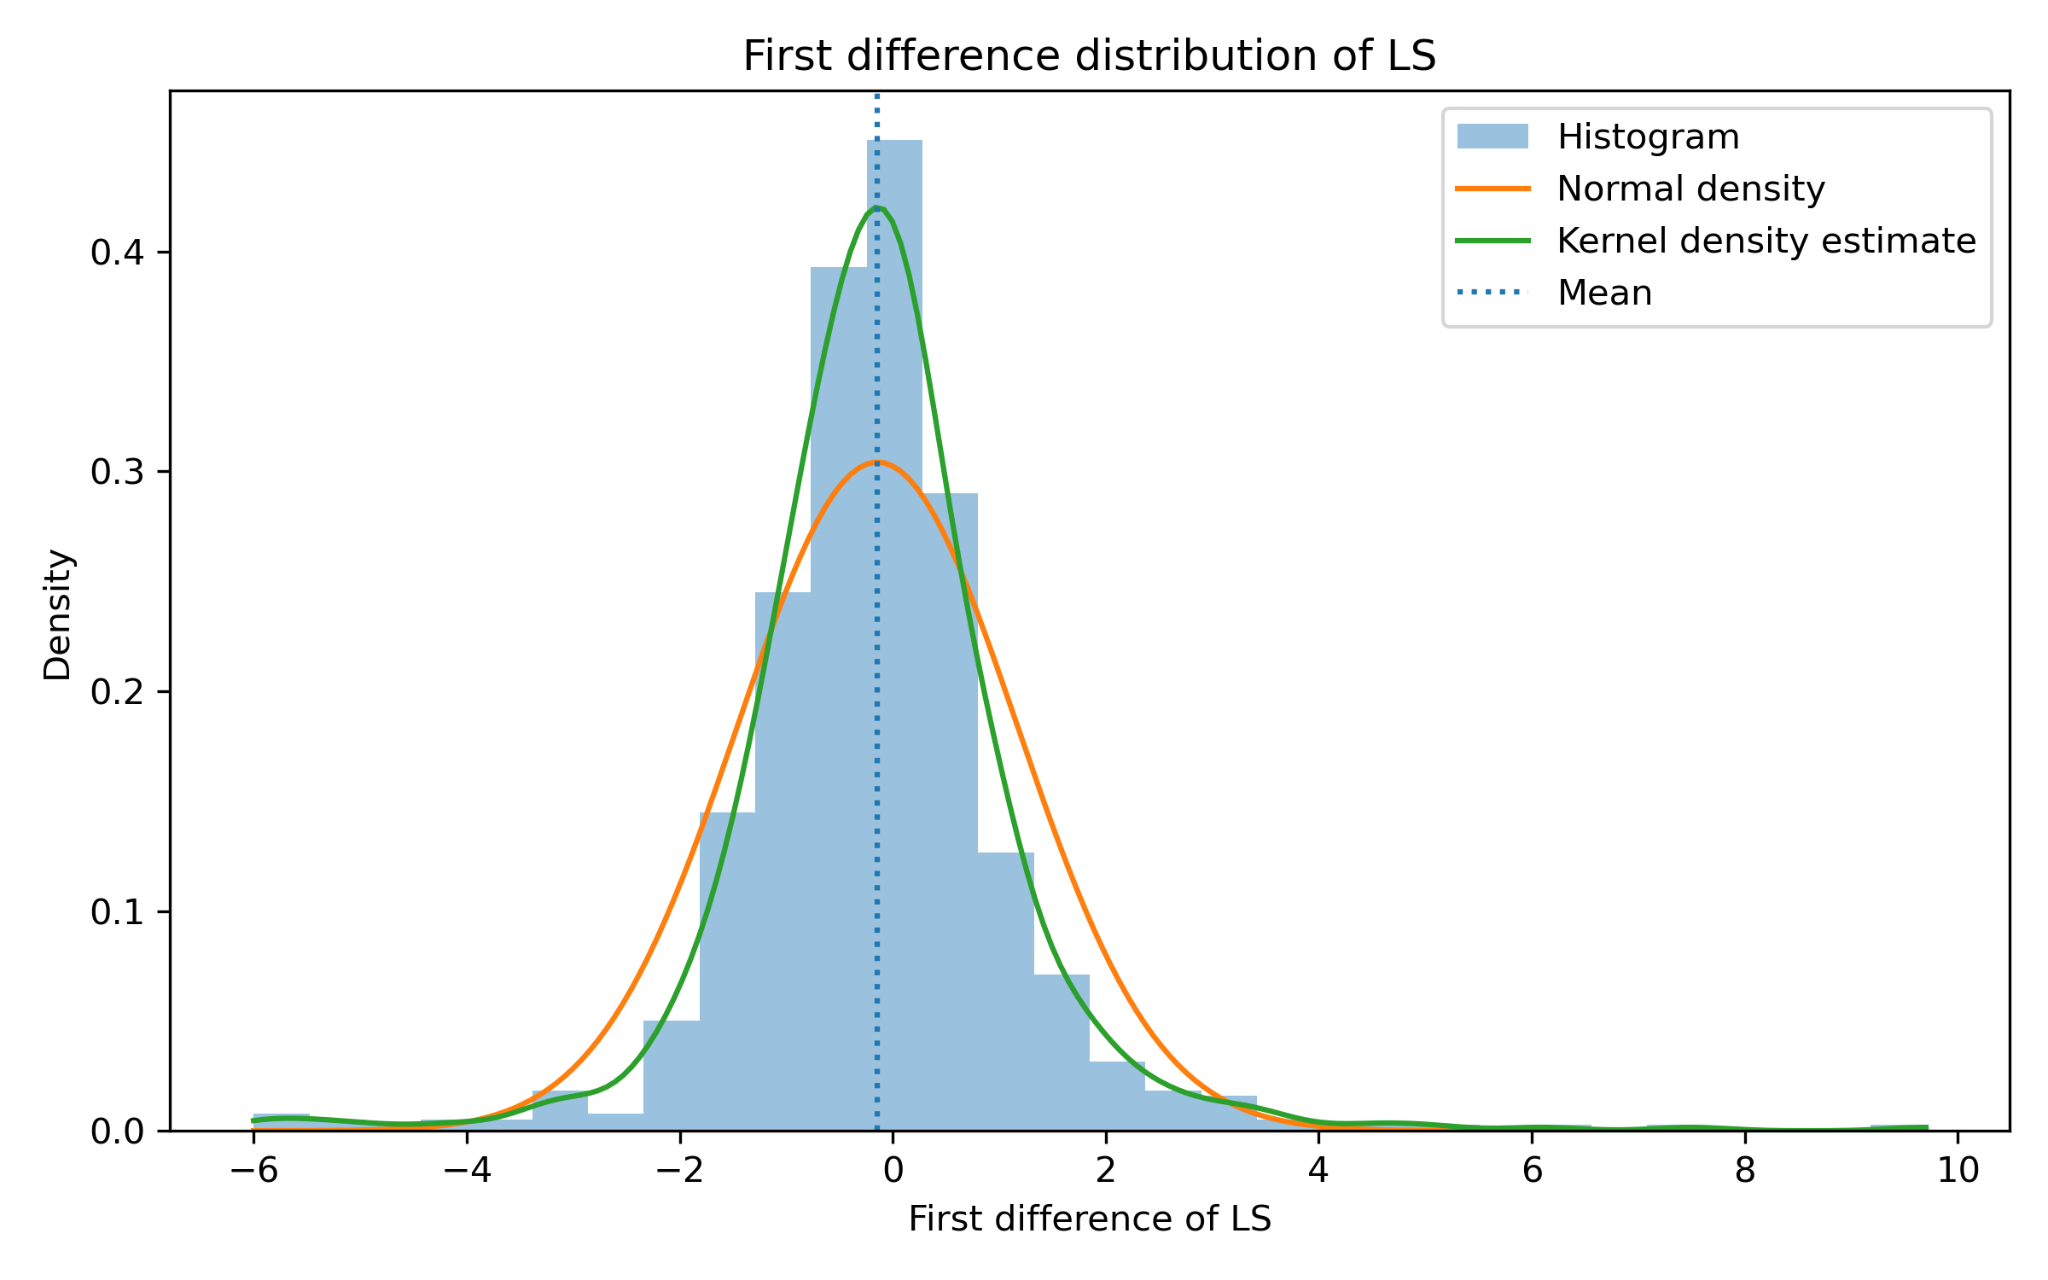 First difference distribution of LS
Histogram
Normal density
Kernel density estimate
Mean
Density
0.4
0.3
0.2
0.1
0.0
−6 −4 −2 0 2 4 6 8 10
First difference of LS